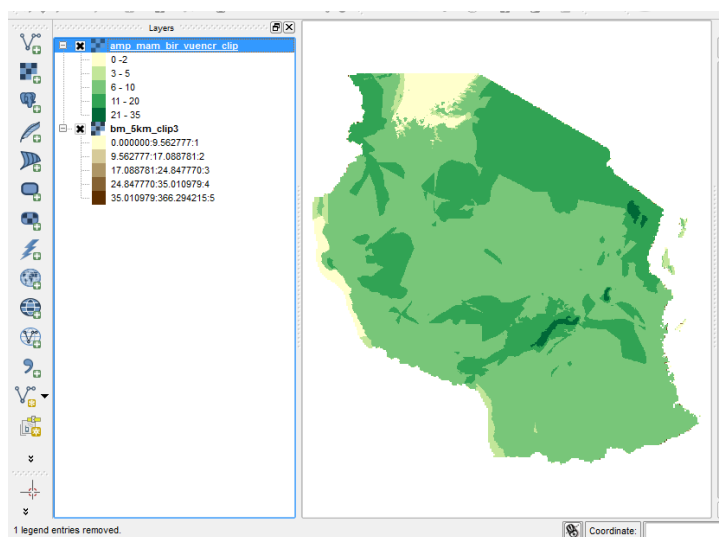 Layers
amp_mam_bir_vuencr_clip
0 -2
3 - 5
6 - 10
11 - 20
21 - 35
bm_5km_clip3
0.000000:9.562777:1
9.562777:17.088781:2
17.088781:24.847770:3
24.847770:35.010979:4
35.010979:366.294215:5
1 legend entries removed.
Coordinate: